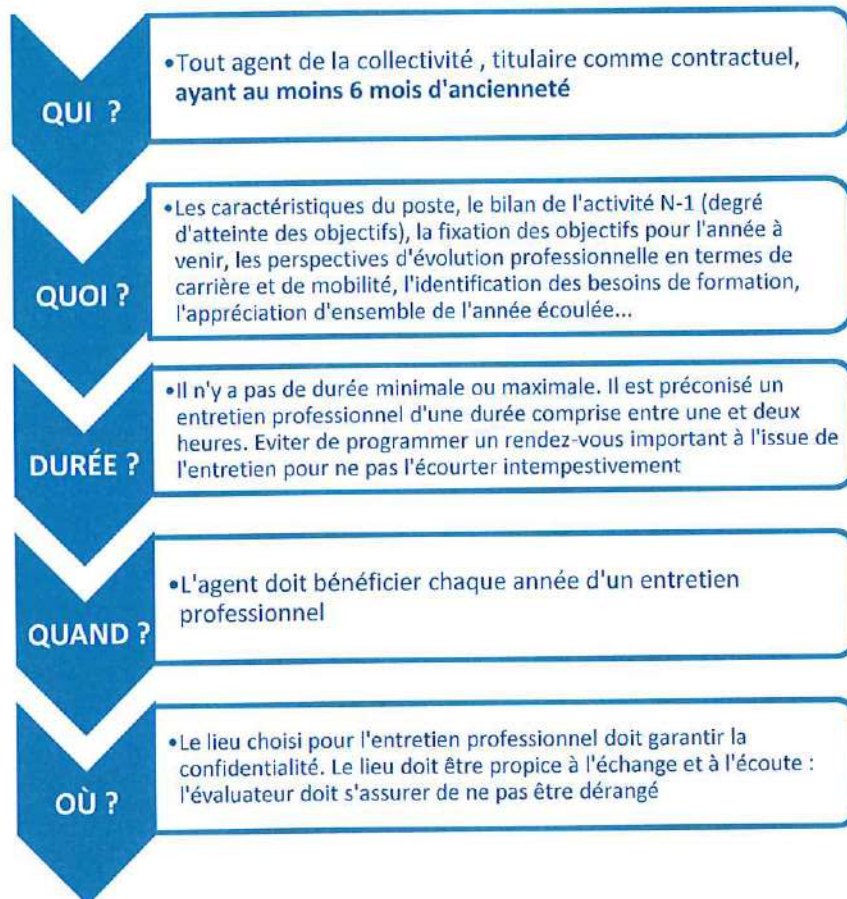 QUI ?
•Tout agent de la collectivité , titulaire comme contractuel,
ayant au moins 6 mois d'ancienneté
QUOI ?
•Les caractéristiques du poste, le bilan de l'activité N-1 (degré
d'atteinte des objectifs), la fixation des objectifs pour l'année à
venir, les perspectives d'évolution professionnelle en termes de
carrière et de mobilité, l'identification des besoins de formation,
l'appréciation d'ensemble de l'année écoulée...
DURÉE ?
•Il n'y a pas de durée minimale ou maximale. Il est préconisé un
entretien professionnel d'une durée comprise entre une et deux
heures. Eviter de programmer un rendez-vous important à l'issue de
l'entretien pour ne pas l'écourter intempestivement
QUAND ?
•L'agent doit bénéficier chaque année d'un entretien
professionnel
OÙ ?
•Le lieu choisi pour l'entretien professionnel doit garantir la
confidentialité. Le lieu doit être propice à l'échange et à l'écoute :
l'évaluateur doit s'assurer de ne pas être dérangé